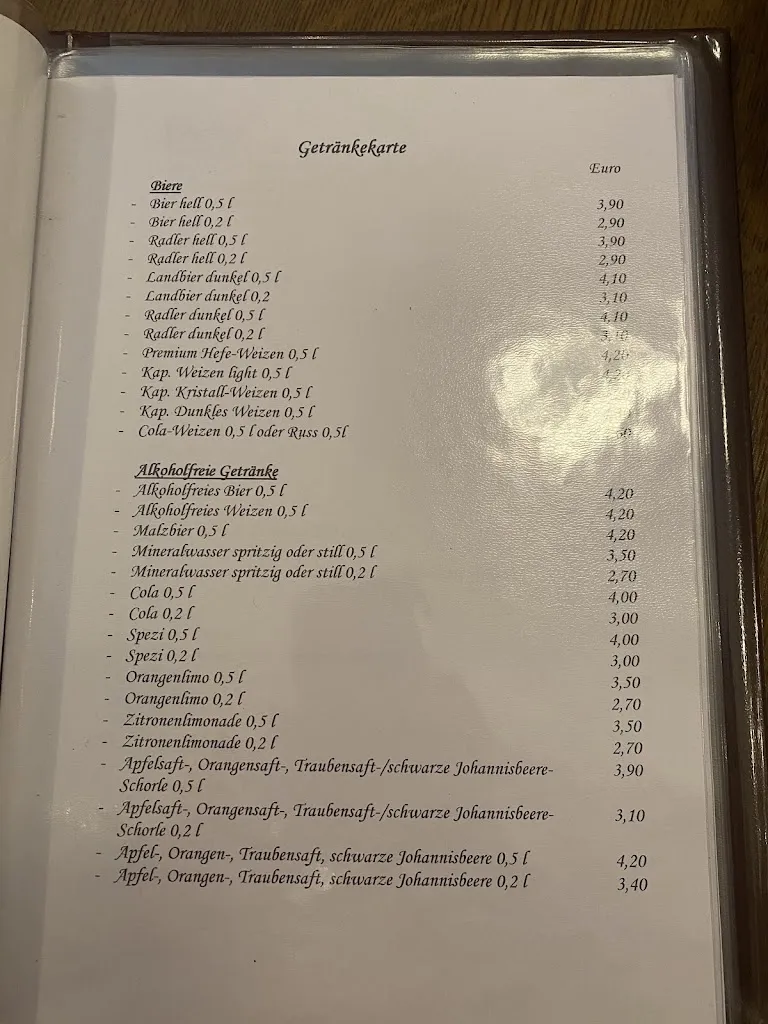 Getränkekarte
Euro
Biere
- Bier hell 0,5 l 3,90
- Bier hell 0,2 l 2,90
- Radler hell 0,5 l 3,90
- Radler hell 0,2 l 2,90
- Landbier dunkel 0,5 l 4,10
- Landbier dunkel 0,2 3,10
- Radler dunkel 0,5 l 4,10
- Radler dunkel 0,2 l 3,10
- Premium Hefe-Weizen 0,5 l 4,20
- Kap. Weizen light 0,5 l
- Kap. Kristall-Weizen 0,5 l
- Kap. Dunkles Weizen 0,5 l
- Cola-Weizen 0,5 l oder Russ 0,5l
Alkoholfreie Getränke
- Alkoholfreies Bier 0,5 l 4,20
- Alkoholfreies Weizen 0,5 l 4,20
- Malzbier 0,5 l 4,20
- Mineralwasser spritzig oder still 0,5 l 3,50
- Mineralwasser spritzig oder still 0,2 l 2,70
- Cola 0,5 l 4,00
- Cola 0,2 l 3,00
- Spezi 0,5 l 4,00
- Spezi 0,2 l 3,00
- Orangenlimo 0,5 l 3,50
- Orangenlimo 0,2 l 2,70
- Zitronenlimonade 0,5 l 3,50
- Zitronenlimonade 0,2 l 2,70
- Apfelsaft-, Orangensaft-, Traubensaft-/schwarze Johannisbeere- 3,90
Schorle 0,5 l
- Apfelsaft-, Orangensaft-, Traubensaft-/schwarze Johannisbeere- 3,10
Schorle 0,2 l
- Apfel-, Orangen-, Traubensaft, schwarze Johannisbeere 0,5 l 4,20
- Apfel-, Orangen-, Traubensaft, schwarze Johannisbeere 0,2 l 3,40